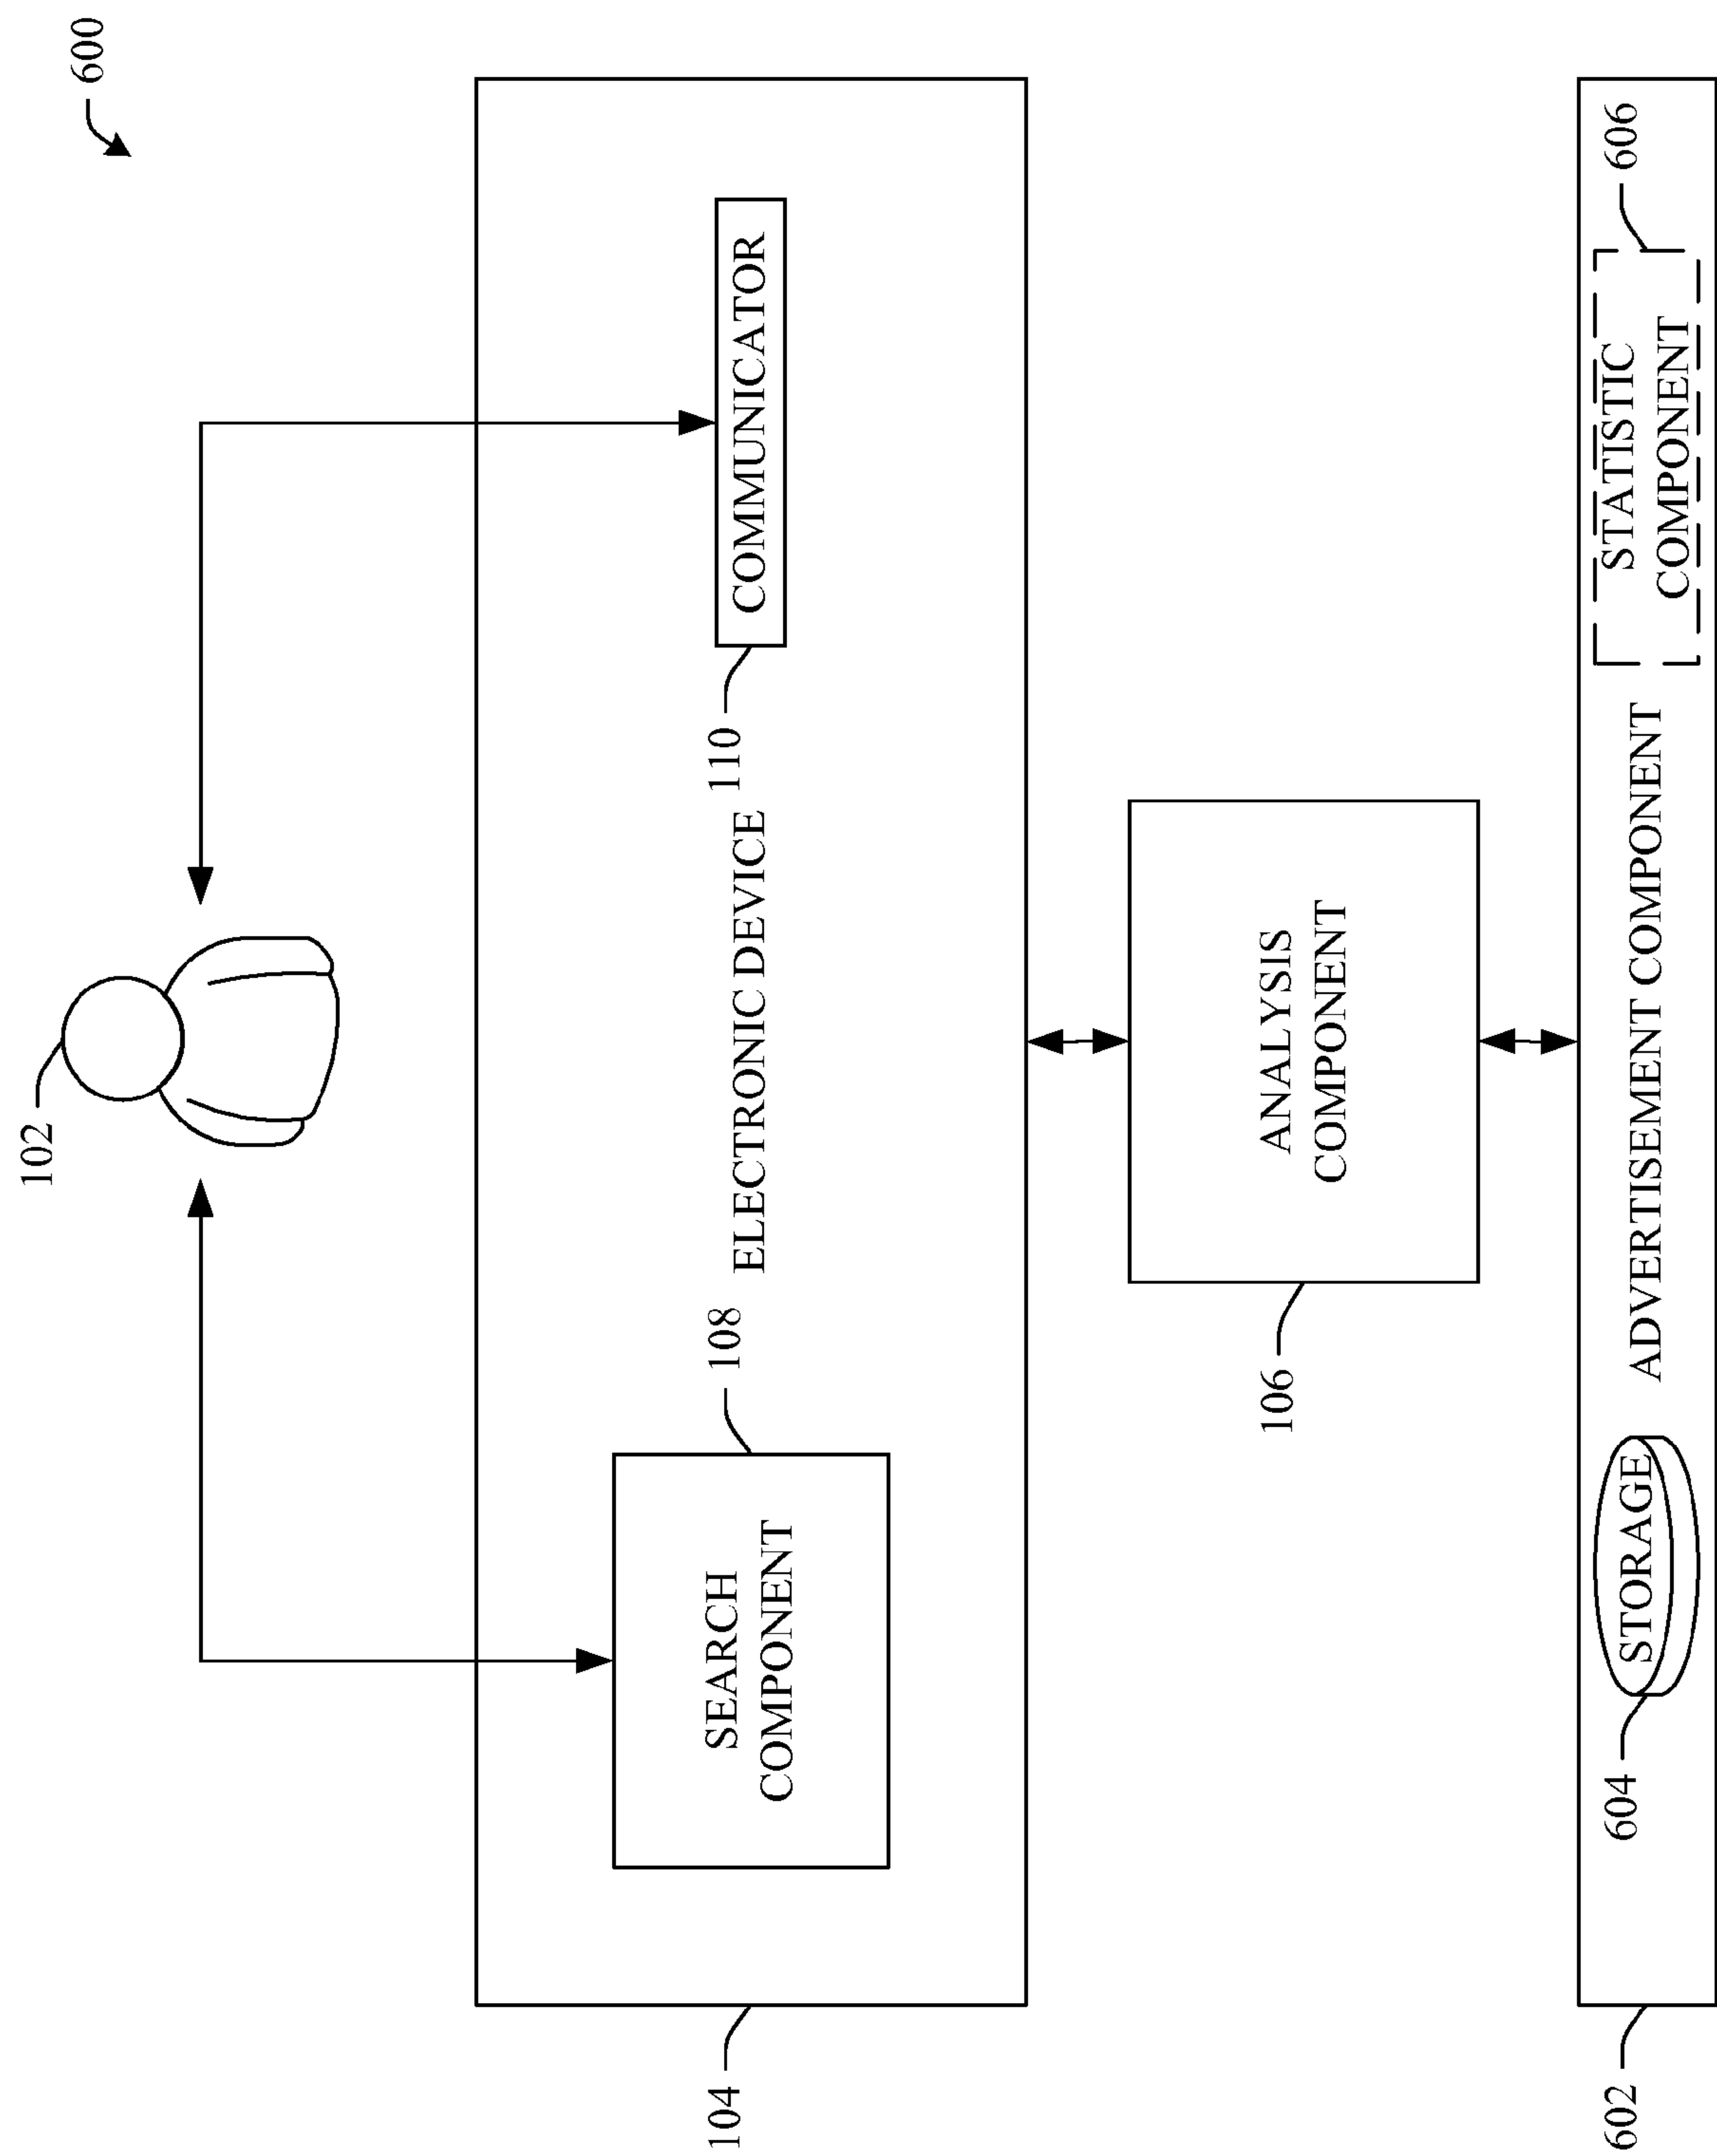 600
102
104
SEARCH
COMPONENT
108
ELECTRONIC DEVICE
110
COMMUNICATOR
106
ANALYSIS
COMPONENT
602
604
STORAGE
ADVERTISEMENT COMPONENT
STATISTIC
COMPONENT
606